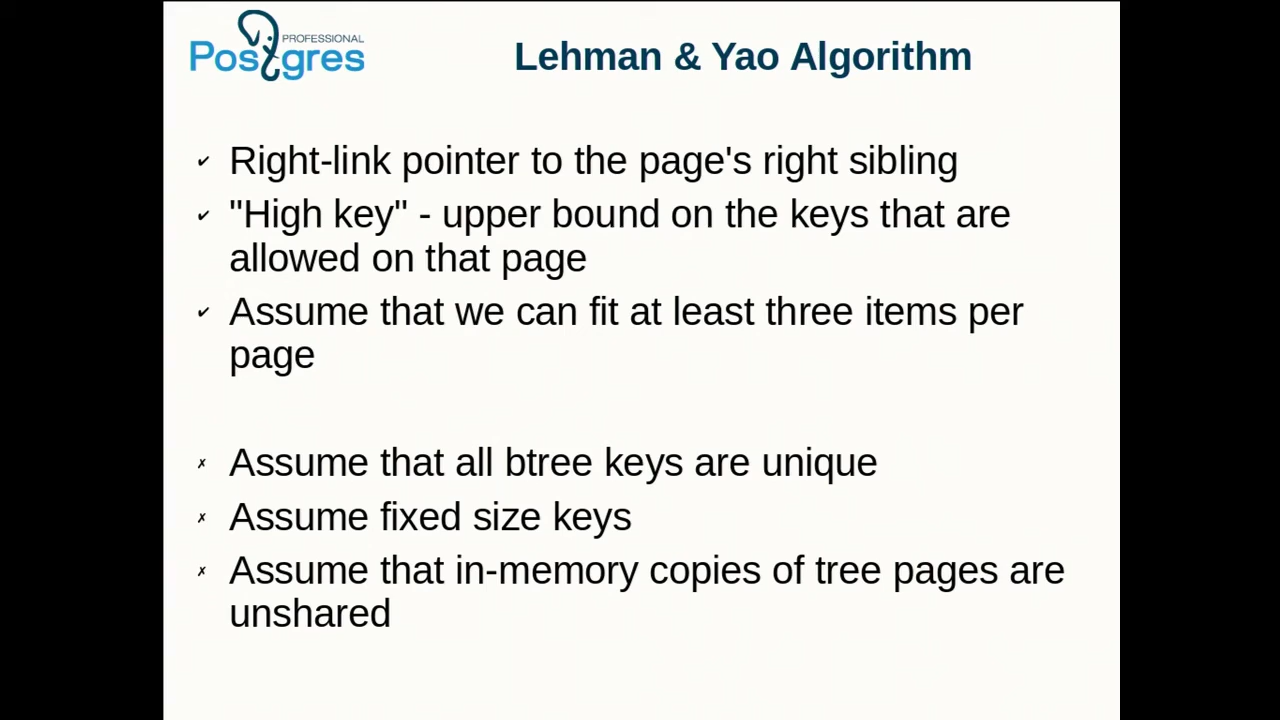 PROFESSIONAL
Postgres
Lehman & Yao Algorithm
✔ Right-link pointer to the page's right sibling
✔ "High key" - upper bound on the keys that are
allowed on that page
✔ Assume that we can fit at least three items per
page
✗ Assume that all btree keys are unique
✗ Assume fixed size keys
✗ Assume that in-memory copies of tree pages are
unshared